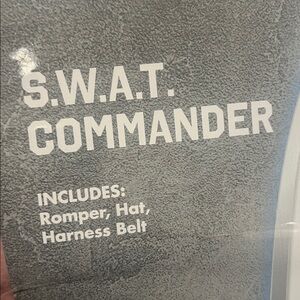 S.W.A.T.
COMMANDER
INCLUDES:
Romper, Hat,
Harness Belt